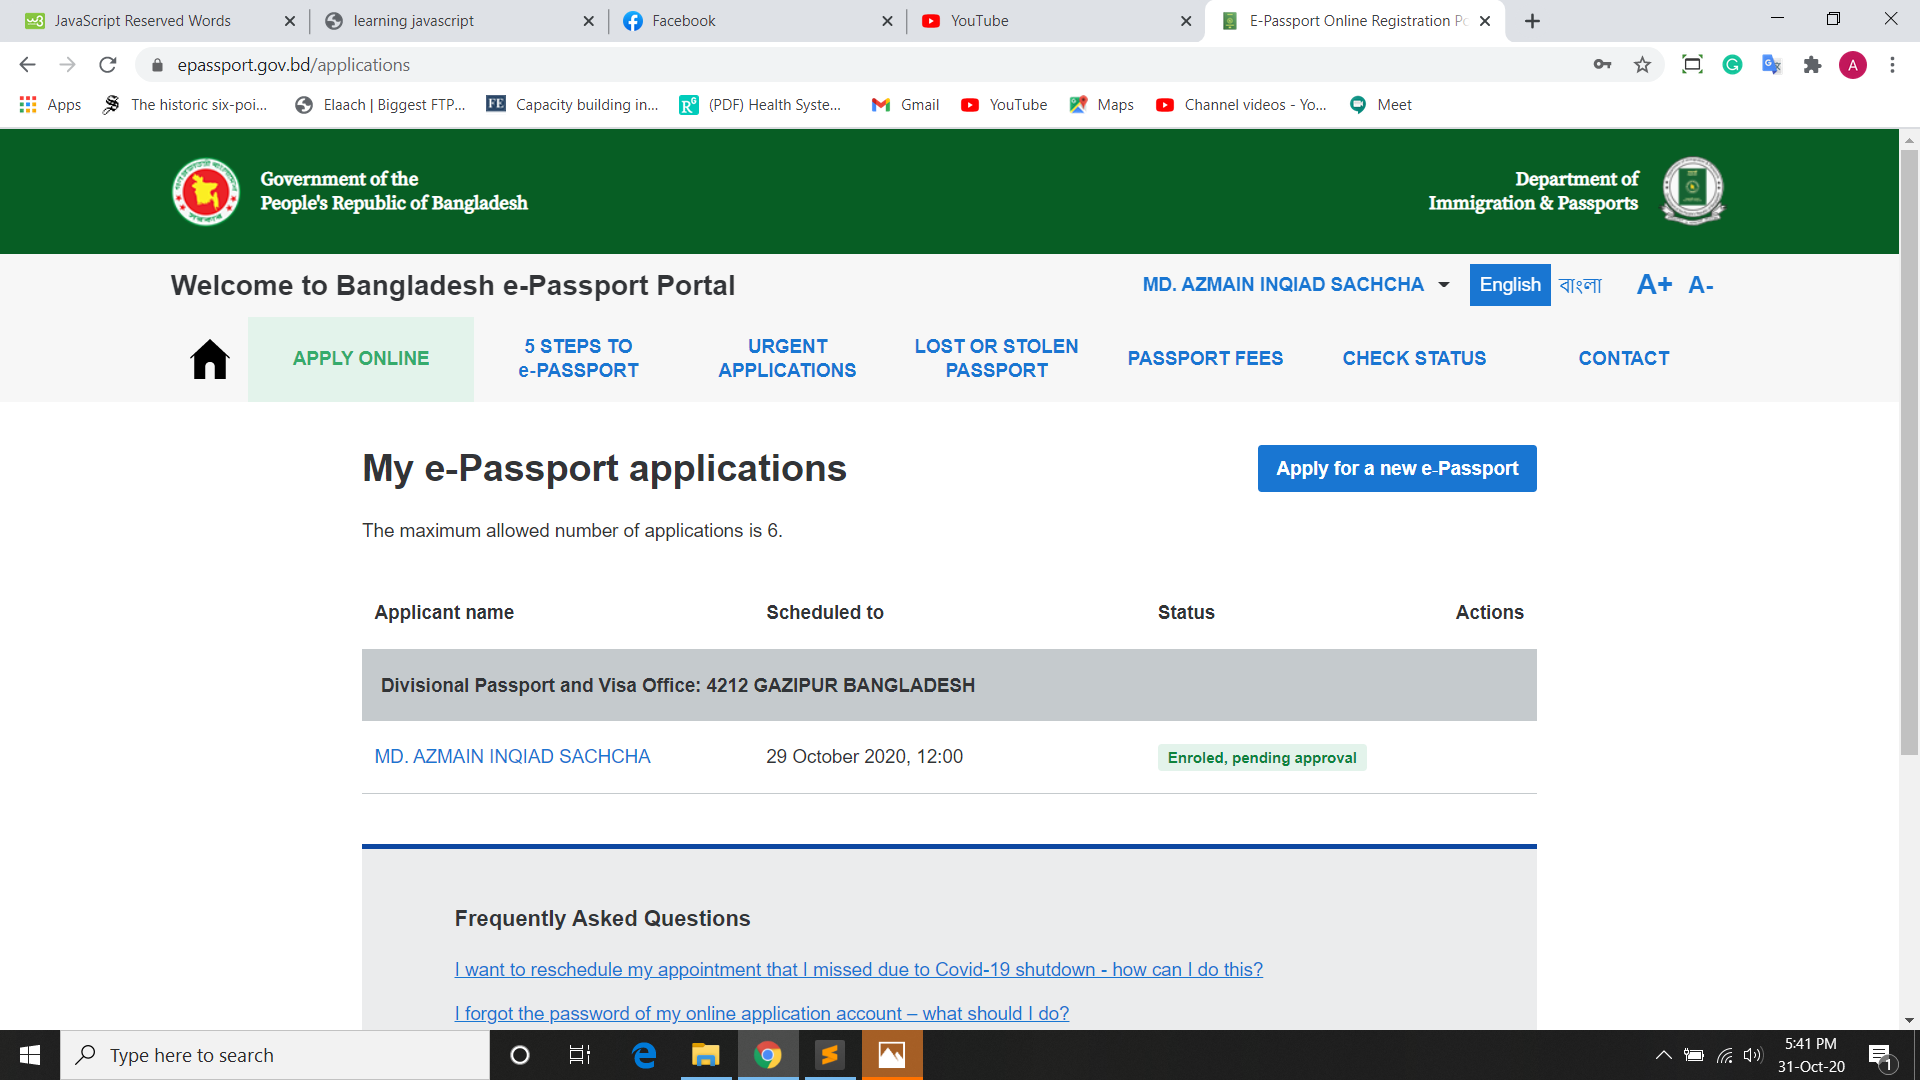 JavaScript Reserved Words
learning javascript
Facebook
YouTube
E-Passport Online Registration Po
epassport.gov.bd/applications
A
Apps
The historic six-poi...
Elaach | Biggest FTP...
FE
Capacity building in...
(PDF) Health Syste...
Gmail
YouTube
Maps
Channel videos - Yo...
Meet
Government of the
People's Republic of Bangladesh
Department of
Immigration & Passports
Welcome to Bangladesh e-Passport Portal
MD. AZMAIN INQIAD SACHCHA
English
বাংলা
A+ A-
APPLY ONLINE
5 STEPS TO
e-PASSPORT
URGENT
APPLICATIONS
LOST OR STOLEN
PASSPORT
PASSPORT FEES
CHECK STATUS
CONTACT
My e-Passport applications
Apply for a new e-Passport
The maximum allowed number of applications is 6.
Applicant name Scheduled to Status Actions
Divisional Passport and Visa Office: 4212 GAZIPUR BANGLADESH
MD. AZMAIN INQIAD SACHCHA 29 October 2020, 12:00 Enroled, pending approval
Frequently Asked Questions
I want to reschedule my appointment that I missed due to Covid-19 shutdown - how can I do this?
I forgot the password of my online application account – what should I do?
Type here to search
5:41 PM
31-Oct-20
1